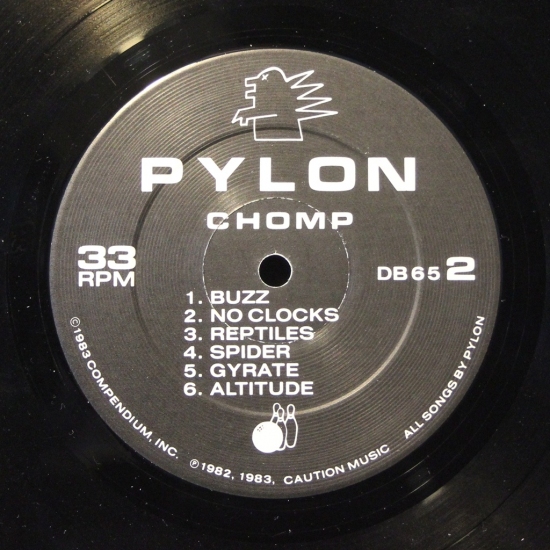 PYLON
CHOMP
33
RPM
DB65 2
1. BUZZ
2. NO CLOCKS
3. REPTILES
4. SPIDER
5. GYRATE
6. ALTITUDE
©1983 COMPENDIUM, INC. ℗1982, 1983, CAUTION MUSIC ALL SONGS BY PYLON